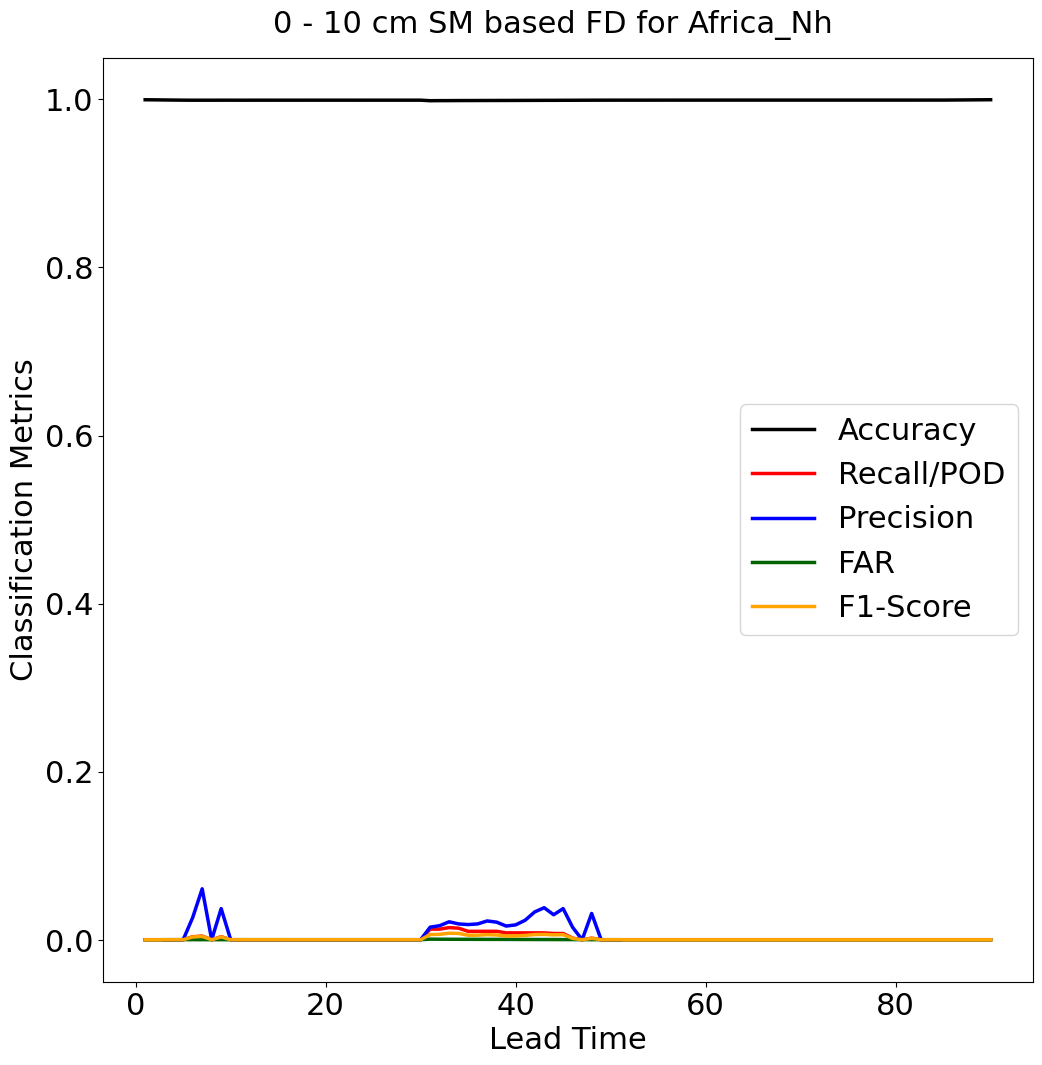 0 - 10 cm SM based FD for Africa_Nh
Classification Metrics
1.0
0.8
0.6
0.4
0.2
0.0
Accuracy
Recall/POD
Precision
FAR
F1-Score
0 20 40 60 80
Lead Time